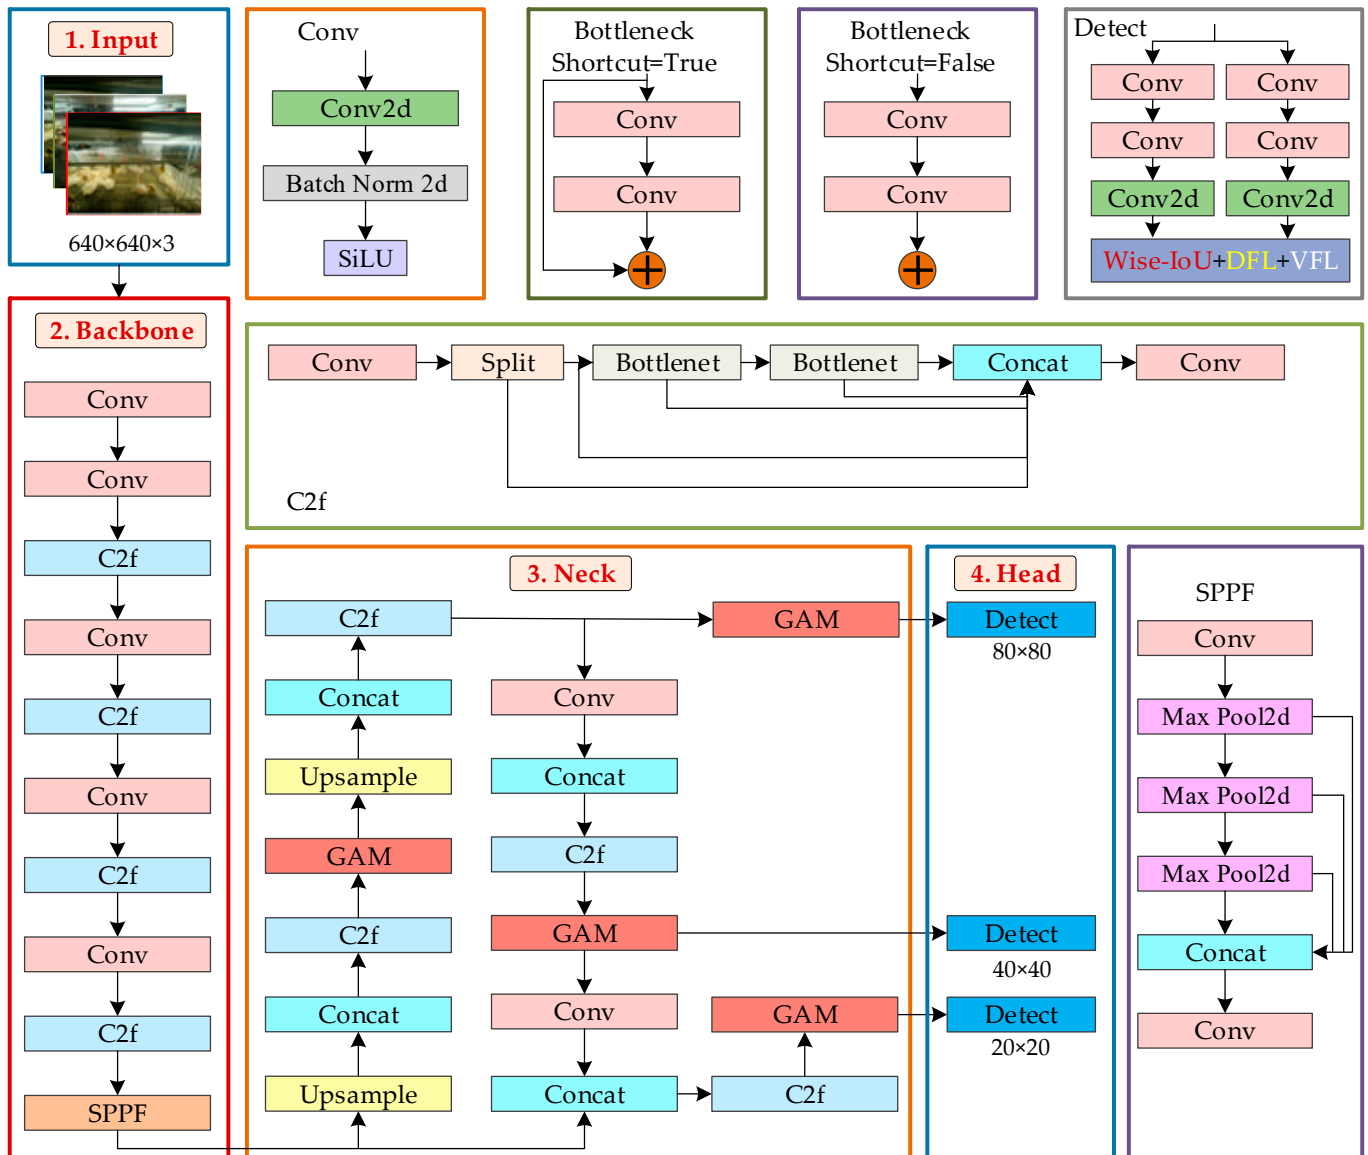 1. Input
640×640×3
Conv
Conv2d
Batch Norm 2d
SiLU
Bottleneck
Shortcut=True
Conv
Conv
Bottleneck
Shortcut=False
Conv
Conv
Detect
Conv
Conv
Conv
Conv
Conv2d
Conv2d
Wise-IoU+DFL+VFL
2. Backbone
Conv
Conv
C2f
Conv
C2f
Conv
C2f
Conv
C2f
SPPF
Conv
Split
Bottlenet
Bottlenet
Concat
Conv
C2f
3. Neck
C2f
Concat
Upsample
GAM
C2f
Concat
Upsample
Conv
Concat
C2f
GAM
Conv
Concat
GAM
GAM
C2f
4. Head
Detect
80×80
Detect
40×40
Detect
20×20
SPPF
Conv
Max Pool2d
Max Pool2d
Max Pool2d
Concat
Conv